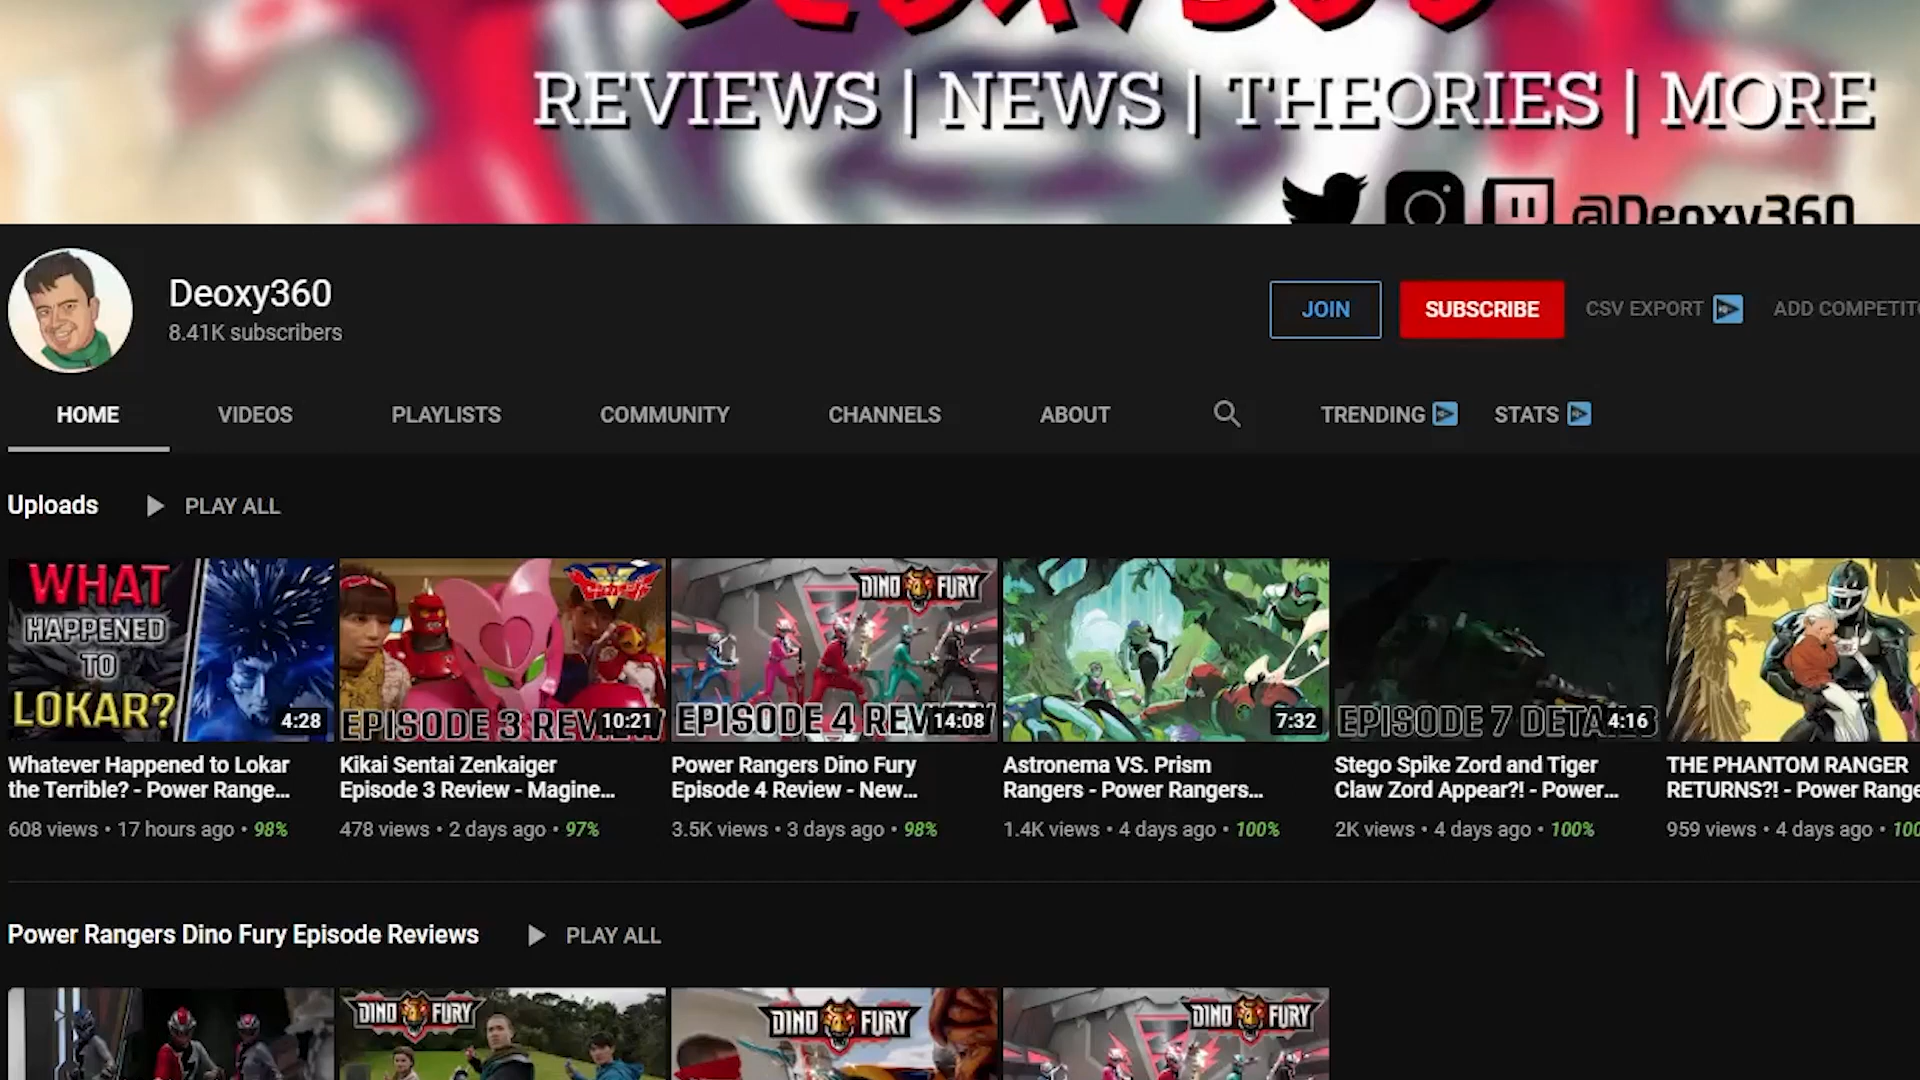 REVIEWS | NEWS | THEORIES | MORE
@Deoxy360
Deoxy360
8.41K subscribers
JOIN
SUBSCRIBE
CSV EXPORT
ADD COMPETITO
HOME
VIDEOS
PLAYLISTS
COMMUNITY
CHANNELS
ABOUT
TRENDING
STATS
Uploads
PLAY ALL
WHAT
HAPPENED
TO
LOKAR?
4:28
Whatever Happened to Lokar
the Terrible? - Power Range...
608 views • 17 hours ago • 98%
EPISODE 3 REVIEW
10:21
Kikai Sentai Zenkaiger
Episode 3 Review - Magine...
478 views • 2 days ago • 97%
DINO FURY
EPISODE 4 REVIEW
14:08
Power Rangers Dino Fury
Episode 4 Review - New...
3.5K views • 3 days ago • 98%
7:32
Astronema VS. Prism
Rangers - Power Rangers...
1.4K views • 4 days ago • 100%
EPISODE 7 DETAILS
4:16
Stego Spike Zord and Tiger
Claw Zord Appear?! - Power...
2K views • 4 days ago • 100%
THE PHANTOM RANGER
RETURNS?! - Power Range
959 views • 4 days ago • 100
Power Rangers Dino Fury Episode Reviews
PLAY ALL
DINO FURY
DINO FURY
DINO FURY